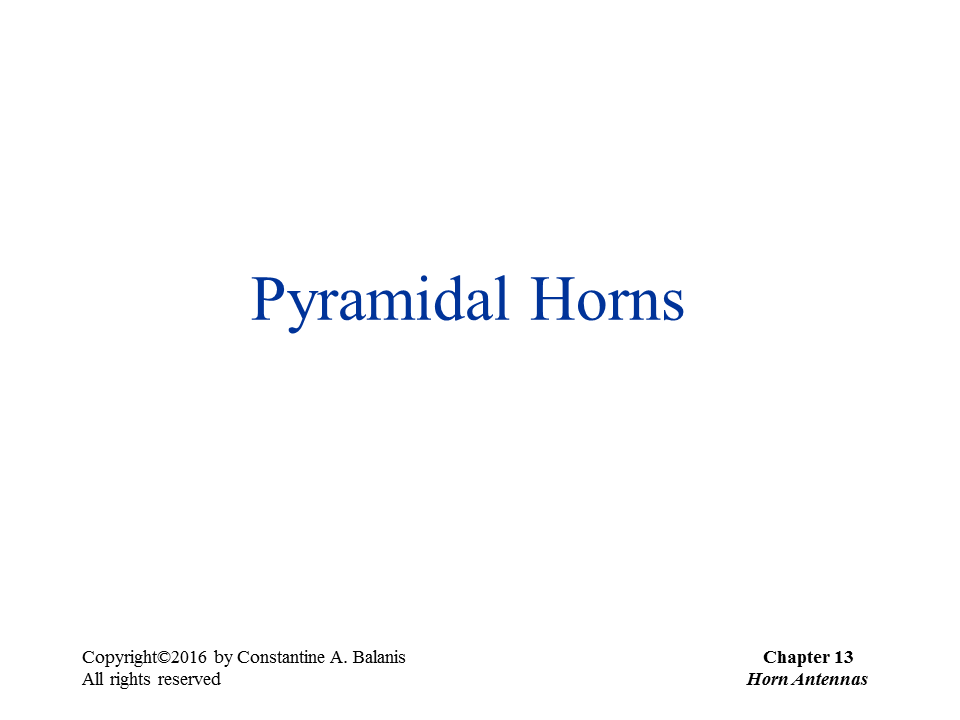 Pyramidal Horns
Copyright©2016 by Constantine A. Balanis
All rights reserved
Chapter 13
Horn Antennas